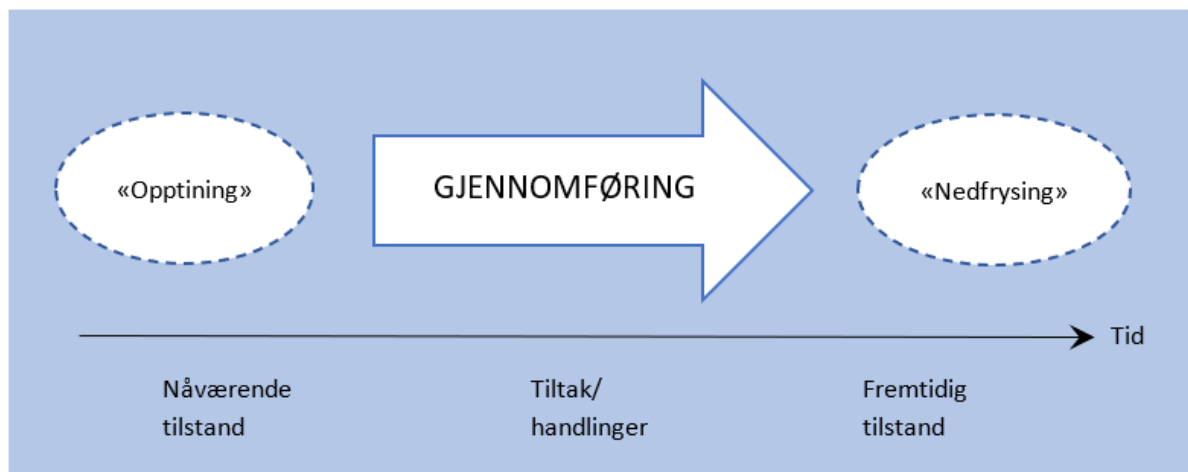 «Opptining»
GJENNOMFØRING
«Nedfrysing»
Tid
Nåværende
tilstand
Tiltak/
handlinger
Fremtidig
tilstand